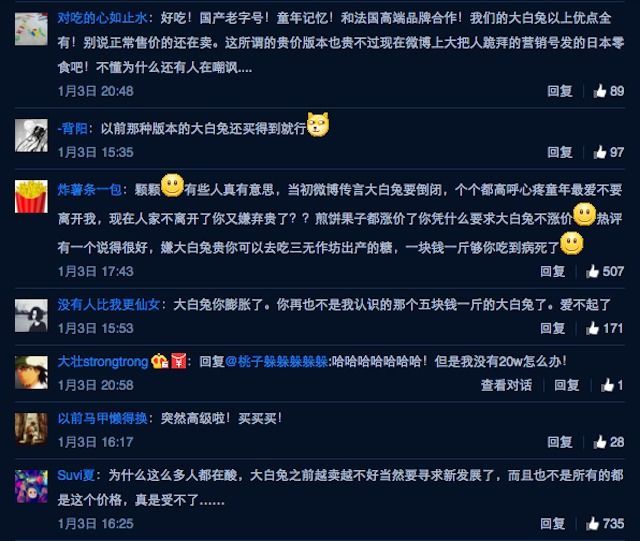 对吃的心如止水：好吃！国产老字号！童年记忆！和法国高端品牌合作！我们的大白兔以上优点全
有！别说正常售价的还在卖。这所谓的贵价版本也贵不过现在微博上大把人跪拜的营销号发的日本零
食吧！不懂为什么还有人在嘲讽....
1月3日 20:48
回复 89
-背阳：以前那种版本的大白兔还买得到就行
1月3日 15:35
回复 97
炸薯条一包：颗颗 有些人真有意思，当初微博传言大白兔要倒闭，个个都高呼心疼童年最爱不要
离开我，现在人家不离开了你又嫌弃贵了？？煎饼果子都涨价了你凭什么要求大白兔不涨价 热评
有一个说得很好，嫌大白兔贵你可以去吃三无作坊出产的糖，一块钱一斤够你吃到病死了
1月3日 17:43
回复 507
没有人比我更仙女：大白兔你膨胀了。你再也不是我认识的那个五块钱一斤的大白兔了。爱不起了
1月3日 15:53
回复 171
大壮strongtrong：回复@桃子躲躲躲躲躲:哈哈哈哈哈哈哈！但是我没有20w怎么办！
1月3日 20:58
查看对话 回复 1
以前马甲懒得换：突然高级啦！买买买！
1月3日 16:17
回复 28
Suvi夏：为什么这么多人都在酸，大白兔之前越卖越不好当然要寻求新发展了，而且也不是所有的都
是这个价格，真是受不了......
1月3日 16:25
回复 735